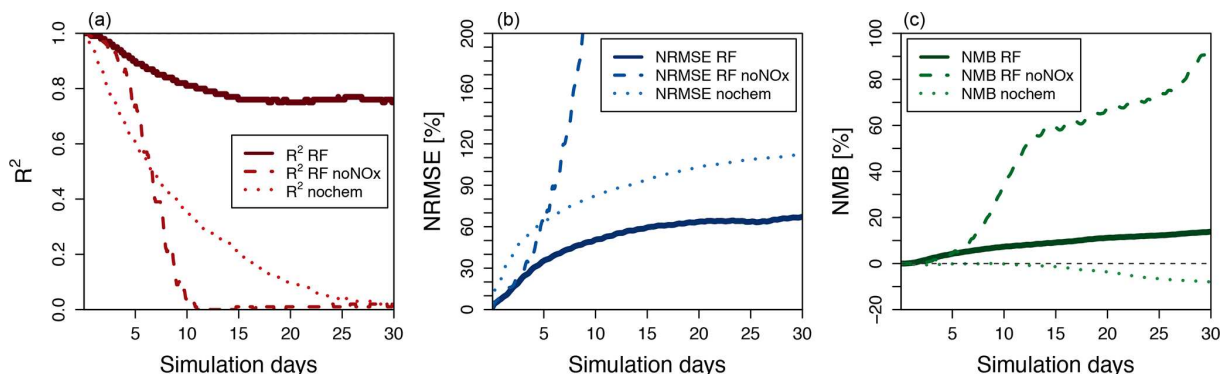 (a)
1.0
0.8
0.6
0.4
0.2
0.0
R²
R² RF
R² RF noNOx
R² nochem
5 10 15 20 25 30
Simulation days
(b)
200
160
120
90
60
30
0
NRMSE [%]
NRMSE RF
NRMSE RF noNOx
NRMSE nochem
5 10 15 20 25 30
Simulation days
(c)
100
80
60
40
20
0
−20
NMB [%]
NMB RF
NMB RF noNOx
NMB nochem
5 10 15 20 25 30
Simulation days